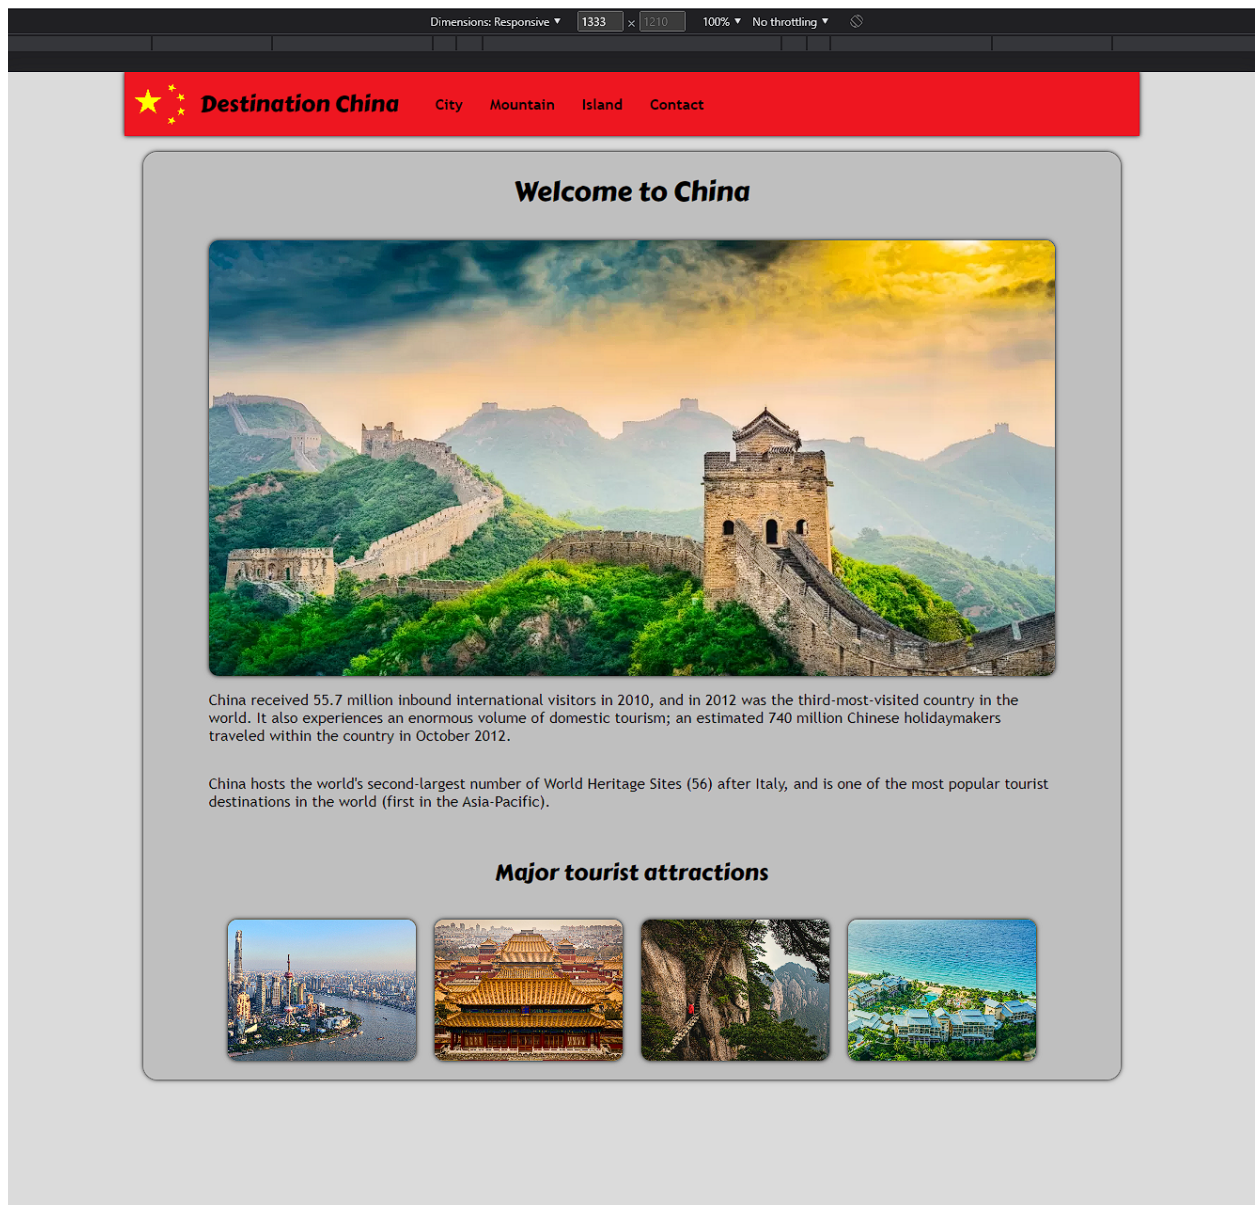 Dimensions: Responsive ▼ 1333 × 1210 100% ▼ No throttling ▼
Destination China City Mountain Island Contact
Welcome to China
China received 55.7 million inbound international visitors in 2010, and in 2012 was the third-most-visited country in the
world. It also experiences an enormous volume of domestic tourism; an estimated 740 million Chinese holidaymakers
traveled within the country in October 2012.
China hosts the world's second-largest number of World Heritage Sites (56) after Italy, and is one of the most popular tourist
destinations in the world (first in the Asia-Pacific).
Major tourist attractions